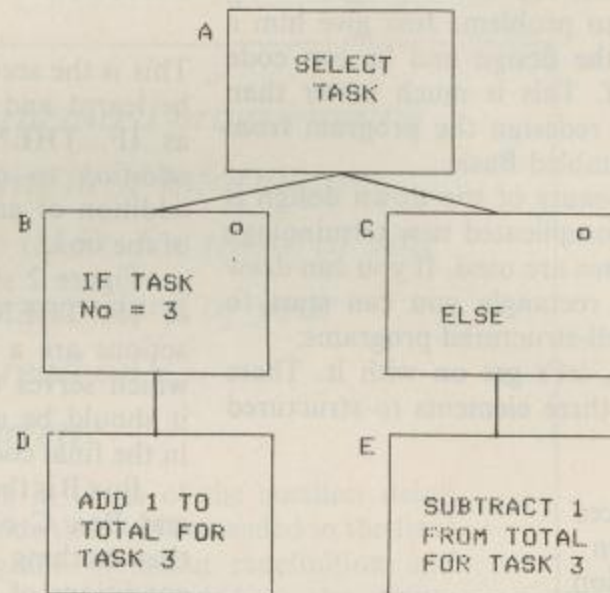 A
SELECT
TASK
B
o
IF TASK
No = 3
C
o
ELSE
D
ADD 1 TO
TOTAL FOR
TASK 3
E
SUBTRACT 1
FROM TOTAL
FOR TASK 3